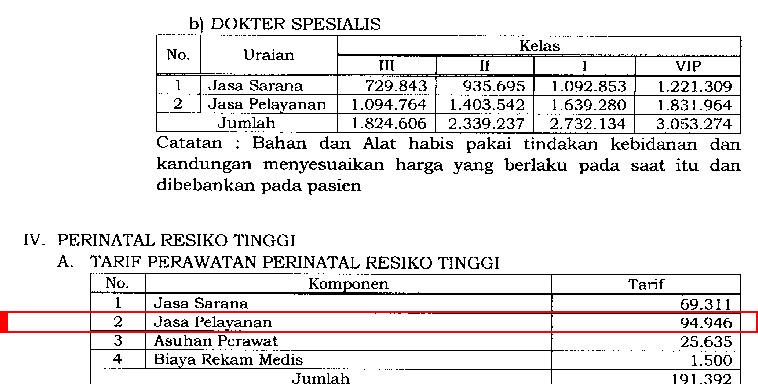 b) DOKTER SPESIALIS
No. Uraian Kelas
III II I VIP
1 Jasa Sarana 729.843 935.695 1.092.853 1.221.309
2 Jasa Pelayanan 1.094.764 1.403.542 1.639.280 1.831.964
Jumlah 1.824.606 2.339.237 2.732.134 3.053.274
Catatan : Bahan dan Alat habis pakai tindakan kebidanan dan
kandungan menyesuaikan harga yang berlaku pada saat itu dan
dibebankan pada pasien
IV. PERINATAL RESIKO TINGGI
A. TARIF PERAWATAN PERINATAL RESIKO TINGGI
No. Komponen Tarif
1 Jasa Sarana 69.311
2 Jasa Pelayanan 94.946
3 Asuhan Perawat 25.635
4 Biaya Rekam Medis 1.500
Jumlah 191.392